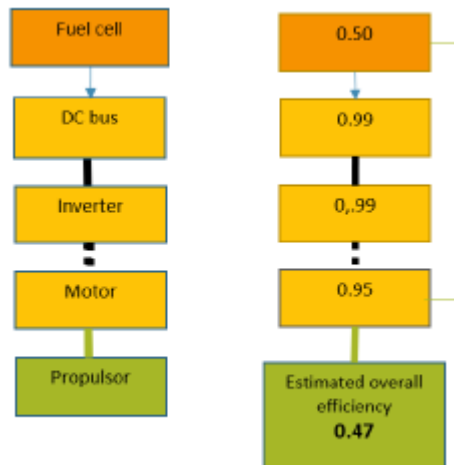 Fuel cell
DC bus
Inverter
Motor
Propulsor
0.50
0.99
0,.99
0.95
Estimated overall
efficiency
0.47